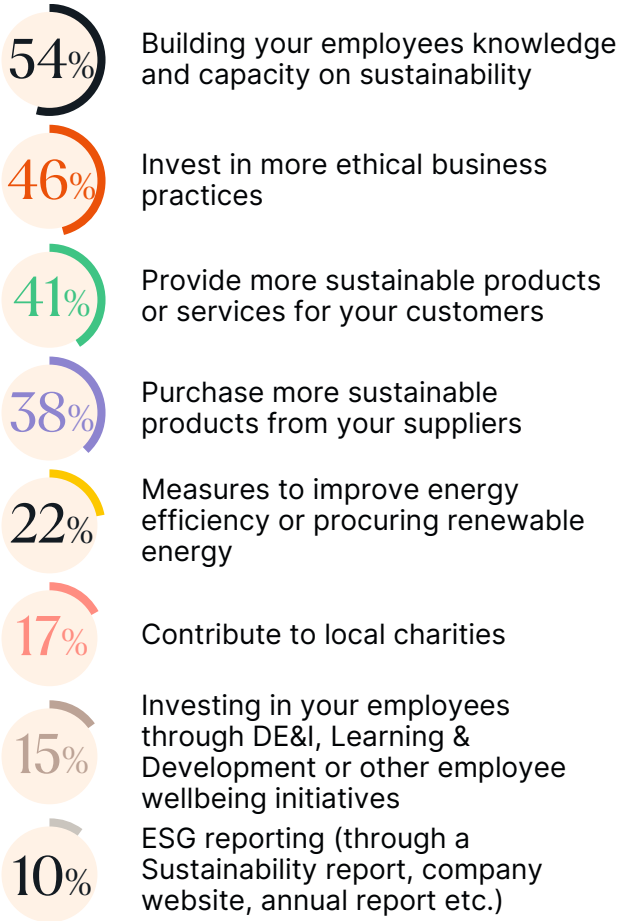 54%
Building your employees knowledge
and capacity on sustainability
46%
Invest in more ethical business
practices
41%
Provide more sustainable products
or services for your customers
38%
Purchase more sustainable
products from your suppliers
22%
Measures to improve energy
efficiency or procuring renewable
energy
17%
Contribute to local charities
15%
Investing in your employees
through DE&I, Learning &
Development or other employee
wellbeing initiatives
10%
ESG reporting (through a
Sustainability report, company
website, annual report etc.)